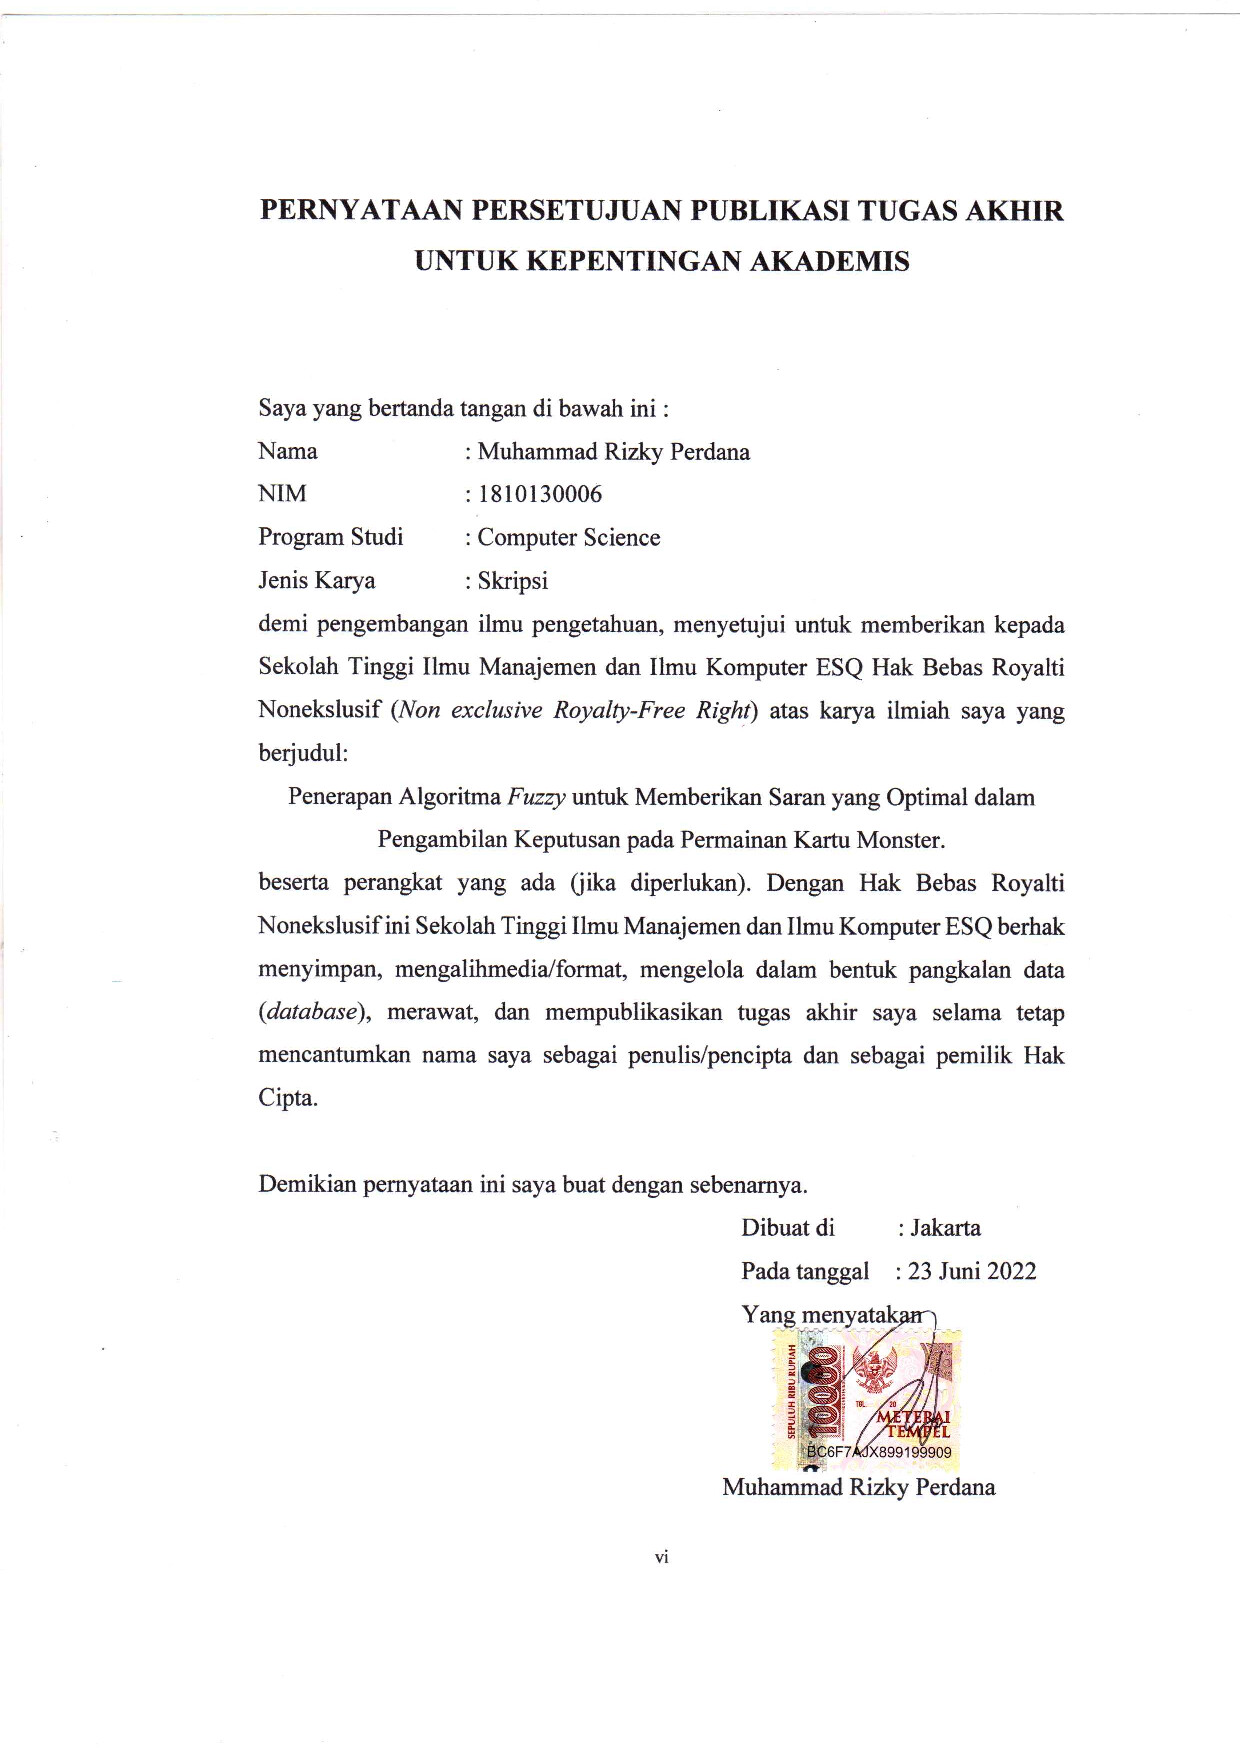 PERNYATAAN PERSETUJUAN PUBLIKASI TUGAS AKHIR
UNTUK KEPENTINGAN AKADEMIS
Saya yang bertanda tangan di bawah ini :
Nama : Muhammad Rizky Perdana
NIM : 1810130006
Program Studi : Computer Science
Jenis Karya : Skripsi
demi pengembangan ilmu pengetahuan, menyetujui untuk memberikan kepada
Sekolah Tinggi Ilmu Manajemen dan Ilmu Komputer ESQ Hak Bebas Royalti
Nonekslusif (Non exclusive Royalty-Free Right) atas karya ilmiah saya yang
berjudul:
Penerapan Algoritma Fuzzy untuk Memberikan Saran yang Optimal dalam
Pengambilan Keputusan pada Permainan Kartu Monster.
beserta perangkat yang ada (jika diperlukan). Dengan Hak Bebas Royalti
Nonekslusif ini Sekolah Tinggi Ilmu Manajemen dan Ilmu Komputer ESQ berhak
menyimpan, mengalihmedia/format, mengelola dalam bentuk pangkalan data
(database), merawat, dan mempublikasikan tugas akhir saya selama tetap
mencantumkan nama saya sebagai penulis/pencipta dan sebagai pemilik Hak
Cipta.
Demikian pernyataan ini saya buat dengan sebenarnya.
Dibuat di : Jakarta
Pada tanggal : 23 Juni 2022
Yang menyatakan
SEPULUH RIBU RUPIAH
10000
TGL 20
METERAI
TEMPEL
BC6F7AJX899199909
Muhammad Rizky Perdana
vi